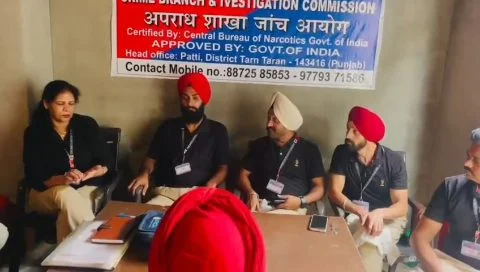 CRIME BRANCH & IVESTIGATION COMMISSION
अपराध शाखा जांच आयोग
Certified By: Central Bureau of Narcotics Govt. of India
APPROVED BY: GOVT.OF INDIA
Head office: Patti, District Tarn Taran - 143416 (Punjab)
Contact Mobile no.:88725 85853 - 97793 71586